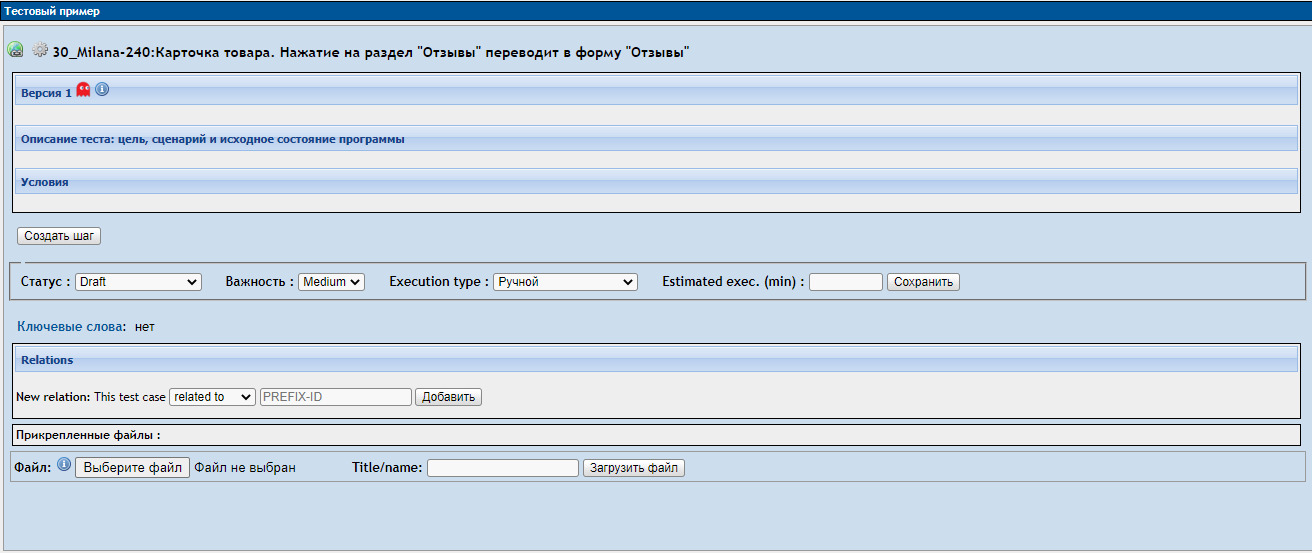 Тестовый пример
30_Milana-240:Карточка товара. Нажатие на раздел "Отзывы" переводит в форму "Отзывы"
Версия 1
Описание теста: цель, сценарий и исходное состояние программы
Условия
Создать шаг
Статус : Draft Важность : Medium Execution type : Ручной Estimated exec. (min) : Сохранить
Ключевые слова: нет
Relations
New relation: This test case related to PREFIX-ID Добавить
Прикрепленные файлы :
Файл: Выберите файл Файл не выбран Title/name: Загрузить файл